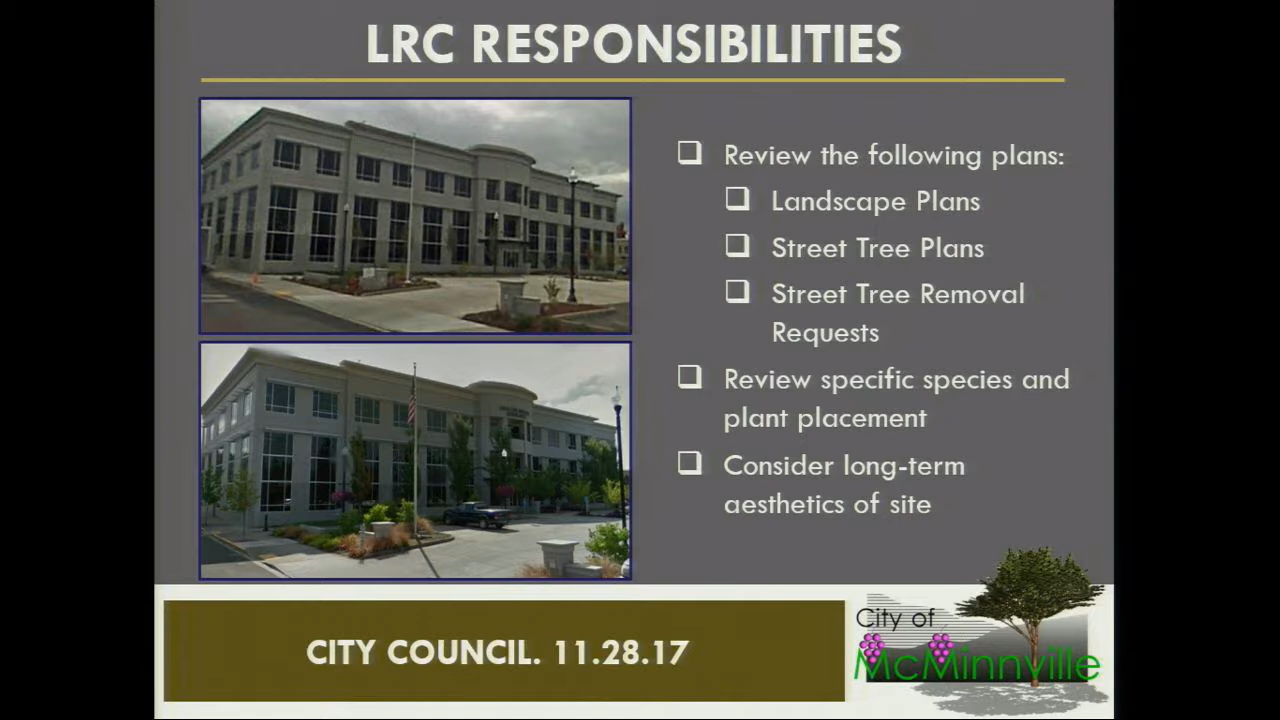 LRC RESPONSIBILITIES
Review the following plans:
Landscape Plans
Street Tree Plans
Street Tree Removal
Requests
Review specific species and
plant placement
Consider long-term
aesthetics of site
CITY COUNCIL. 11.28.17
City of
McMinnville